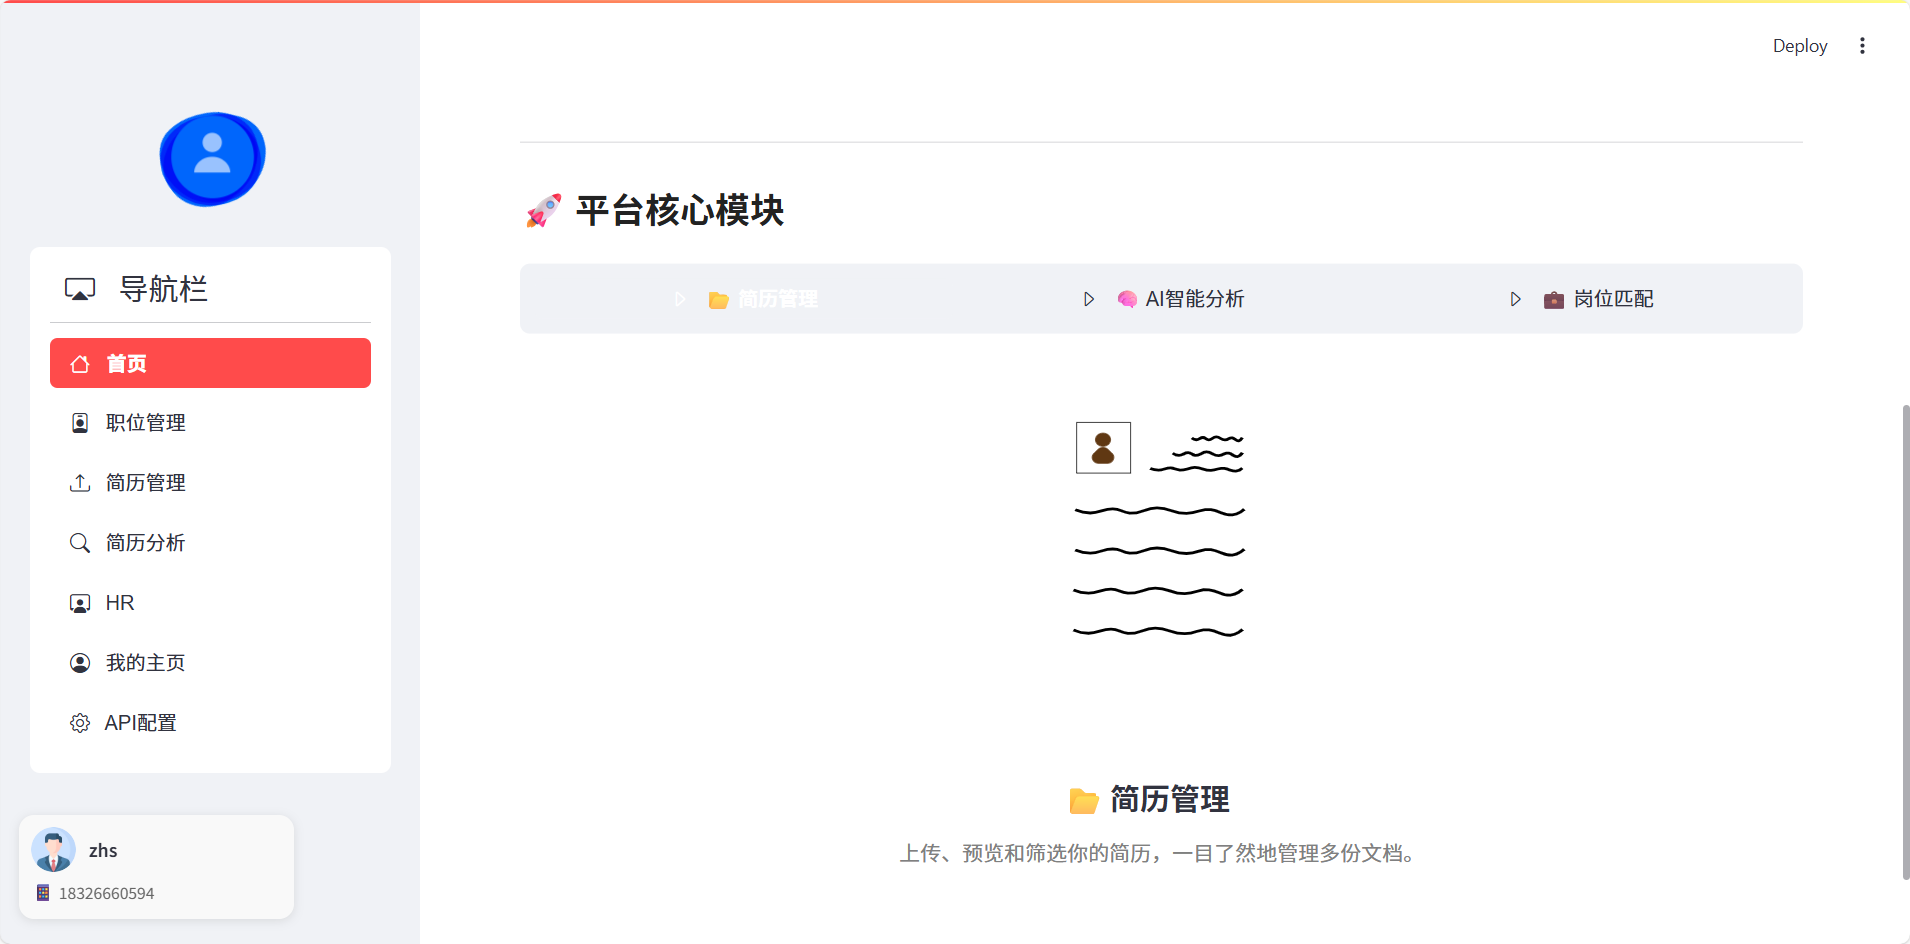 Deploy
导航栏
首页
职位管理
简历管理
简历分析
HR
我的主页
API配置
zhs
18326660594
平台核心模块
简历管理
AI智能分析
岗位匹配
简历管理
上传、预览和筛选你的简历，一目了然地管理多份文档。